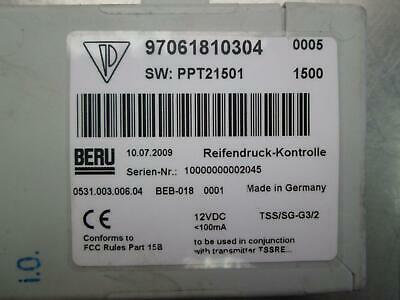 97061810304 0005
SW: PPT21501 1500
BERU 10.07.2009 Reifendruck-Kontrolle
Serien-Nr.: 10000000002045
0531.003.006.04 BEB-018 0001 Made in Germany
CE 12VDC TSS/SG-G3/2
<100mA
Conforms to to be used in conjunction
FCC Rules Part 15B with transmitter TSSRE...
i.o.